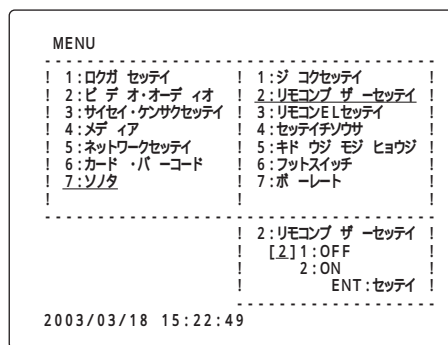 MENU
! 1:ロクガ セッテイ ! 1:ジ コクセッテイ !
! 2:ビ デ オ・オーデ ィオ ! 2:リモコンブ ザ ーセッテイ !
! 3:サイセイ・ケンサクセッテイ ! 3:リモコンELセッテイ !
! 4:メデ ィア ! 4:セッテイチソウサ !
! 5:ネットワークセッテイ ! 5:キド ウジ モジ ヒョウジ !
! 6:カード ・バ ーコード ! 6:フットスイッチ !
! 7:ソノタ ! 7:ボ ーレート !
! ! !
! 2:リモコンブ ザ ーセッテイ !
! [2]1:OFF !
! 2:ON !
! ENT:セッテイ !
2003/03/18 15:22:49